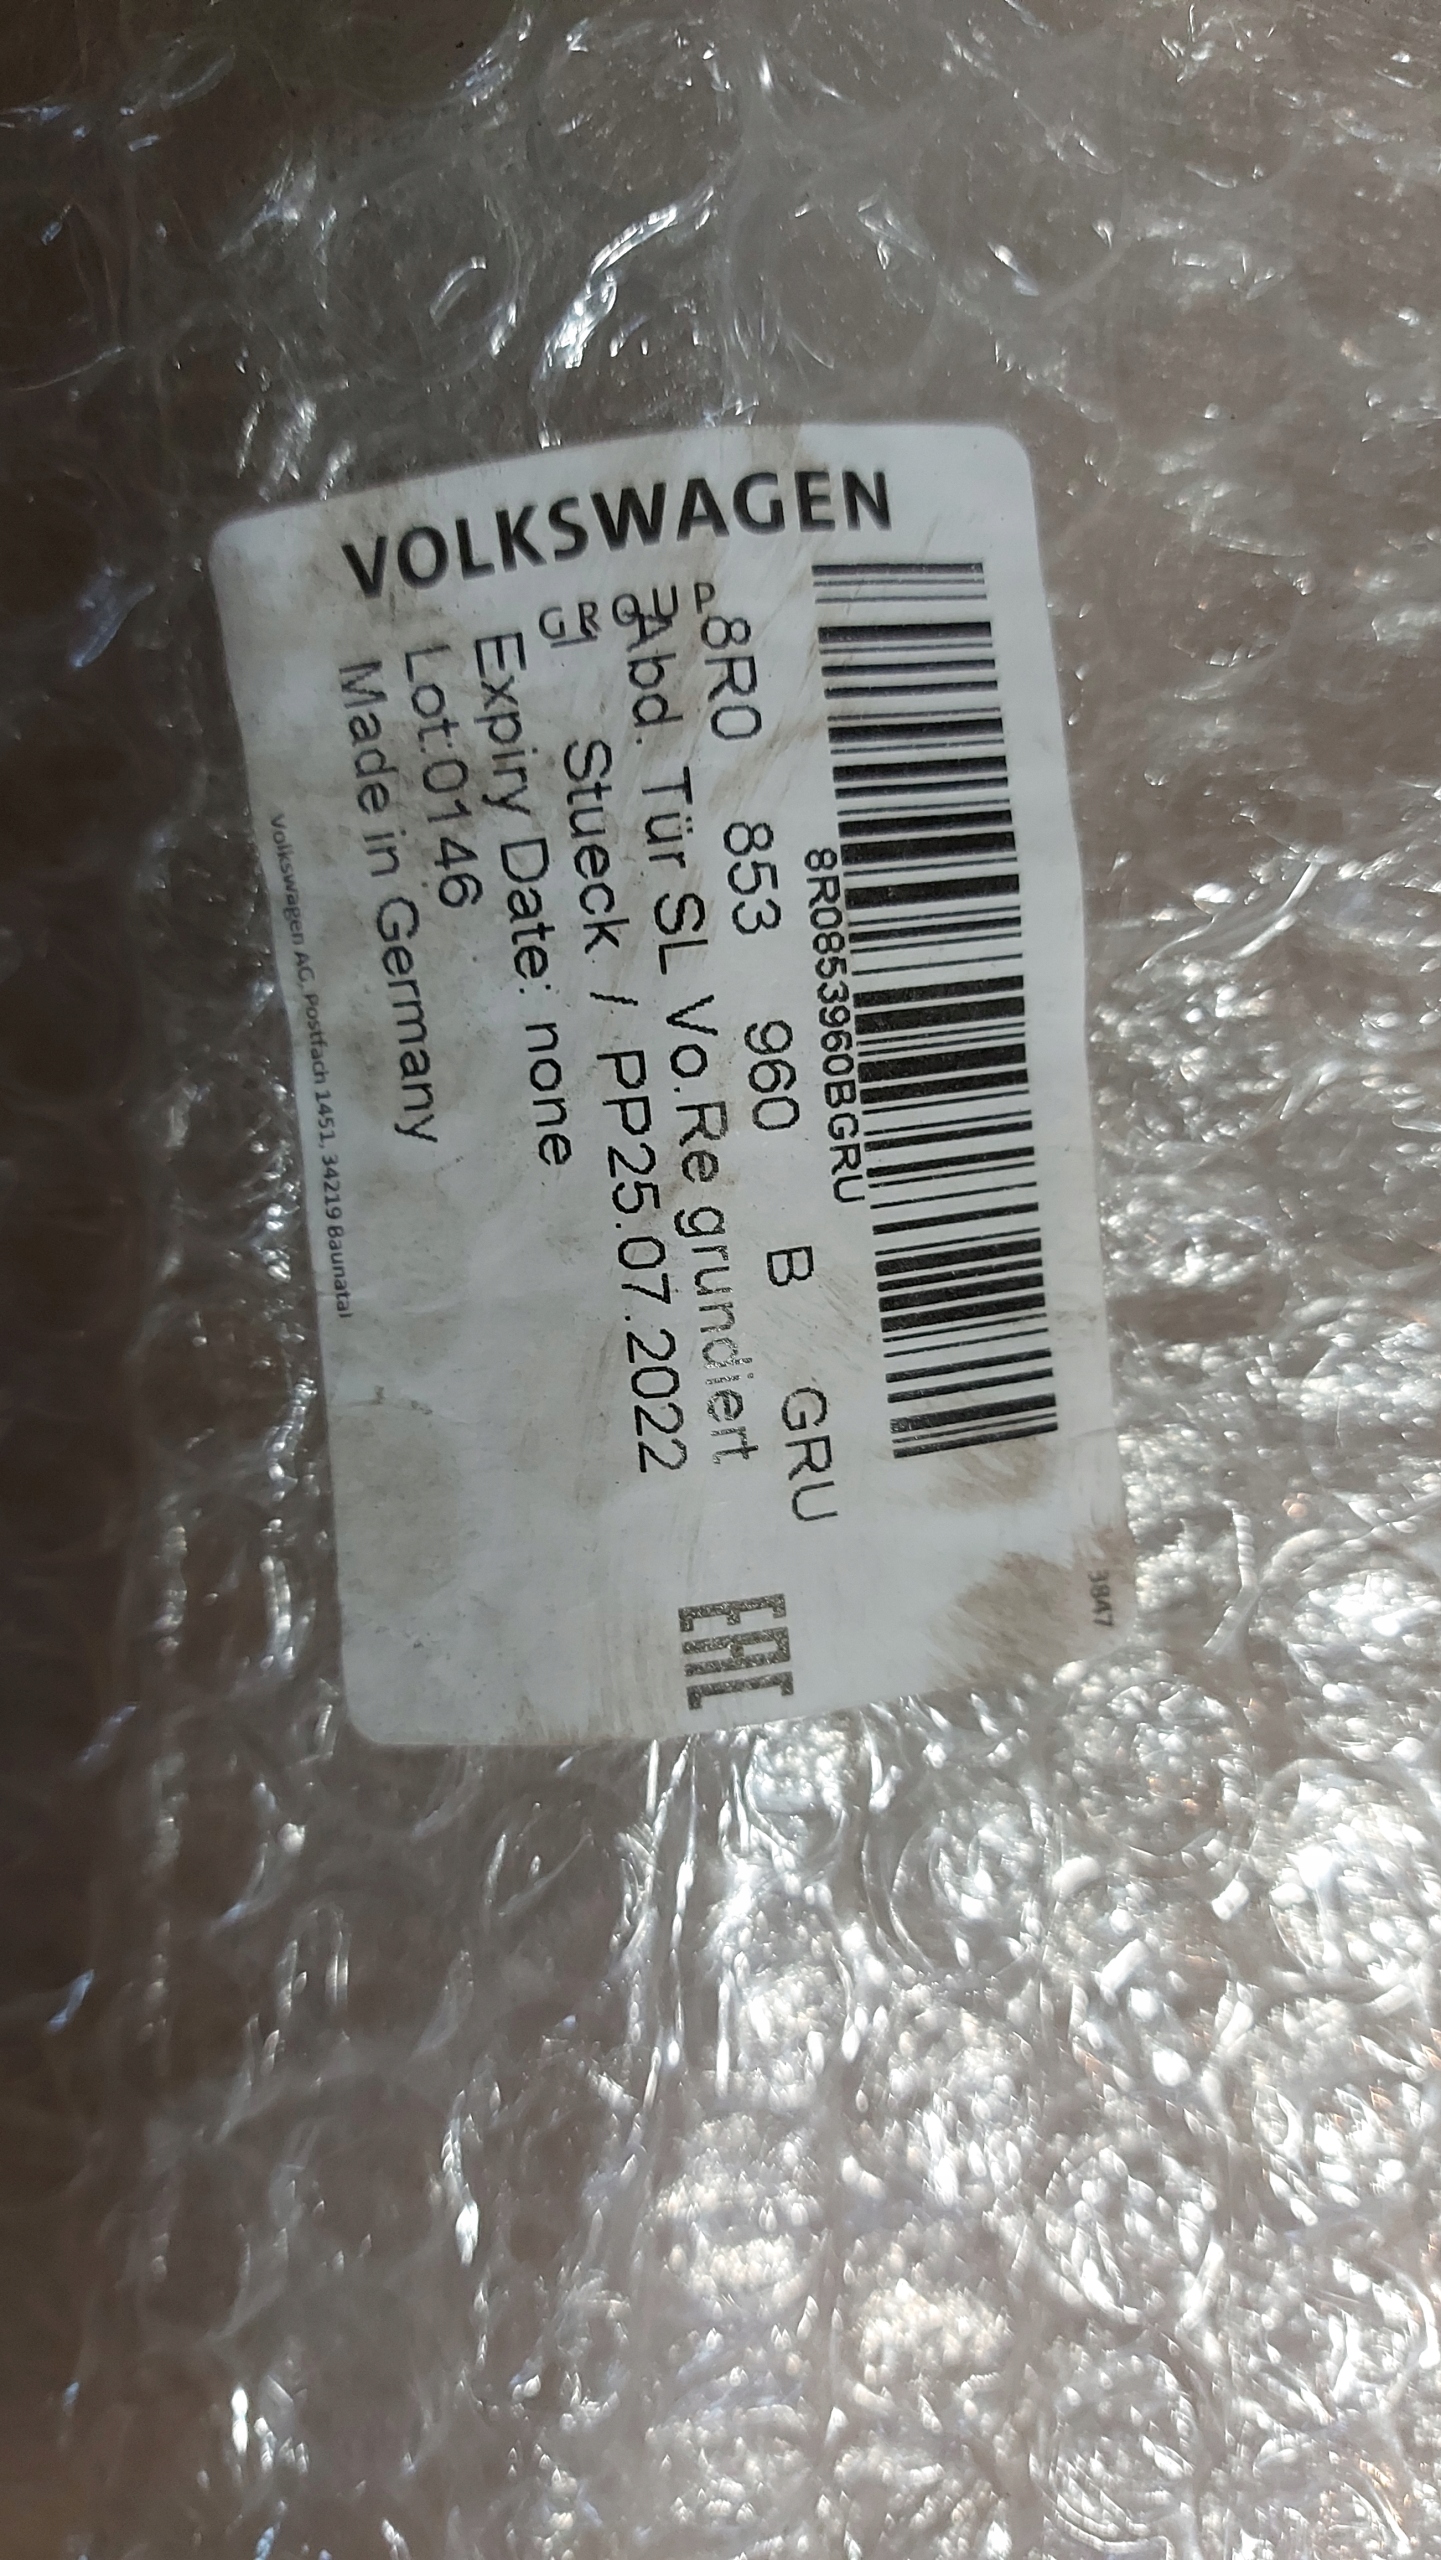 VOLKSWAGEN
GROUP
8R0853960BGRU
8R0 853 960 B GRU
Abd. Tür SL Vo.Re grundiert
1 Stueck / PP25.07.2022
Expiry Date: none
Lot:0146
Made in Germany
Volkswagen AG, Postfach 1451, 34219 Baunatal
EAC
3847